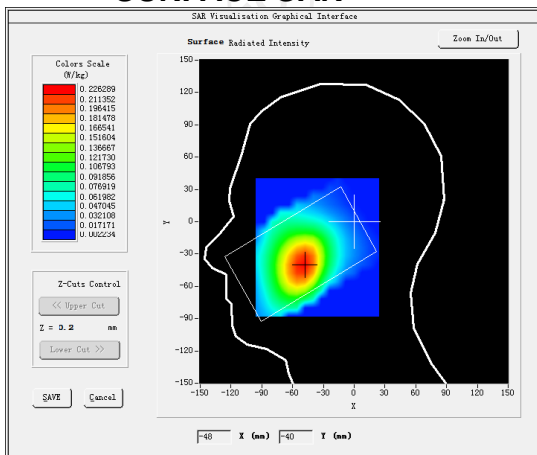 SAR Visualisation Graphical Interface
Surface Radiated Intensity
Zoom In/Out
Colors Scale
(W/kg)
0.226289
0.211352
0.196415
0.181478
0.166541
0.151604
0.136667
0.121730
0.106793
0.091856
0.076919
0.061982
0.047045
0.032108
0.017171
0.002234
Z-Cuts Control
<< Upper Cut
Z = 0.2 mm
Lower Cut >>
SAVE Cancel
150
120
90
60
30
0
-30
-60
-90
-120
-150
Y
-150 -120 -90 -60 -30 0 30 60 90 120 150
X
-48 X (mm) -40 Y (mm)